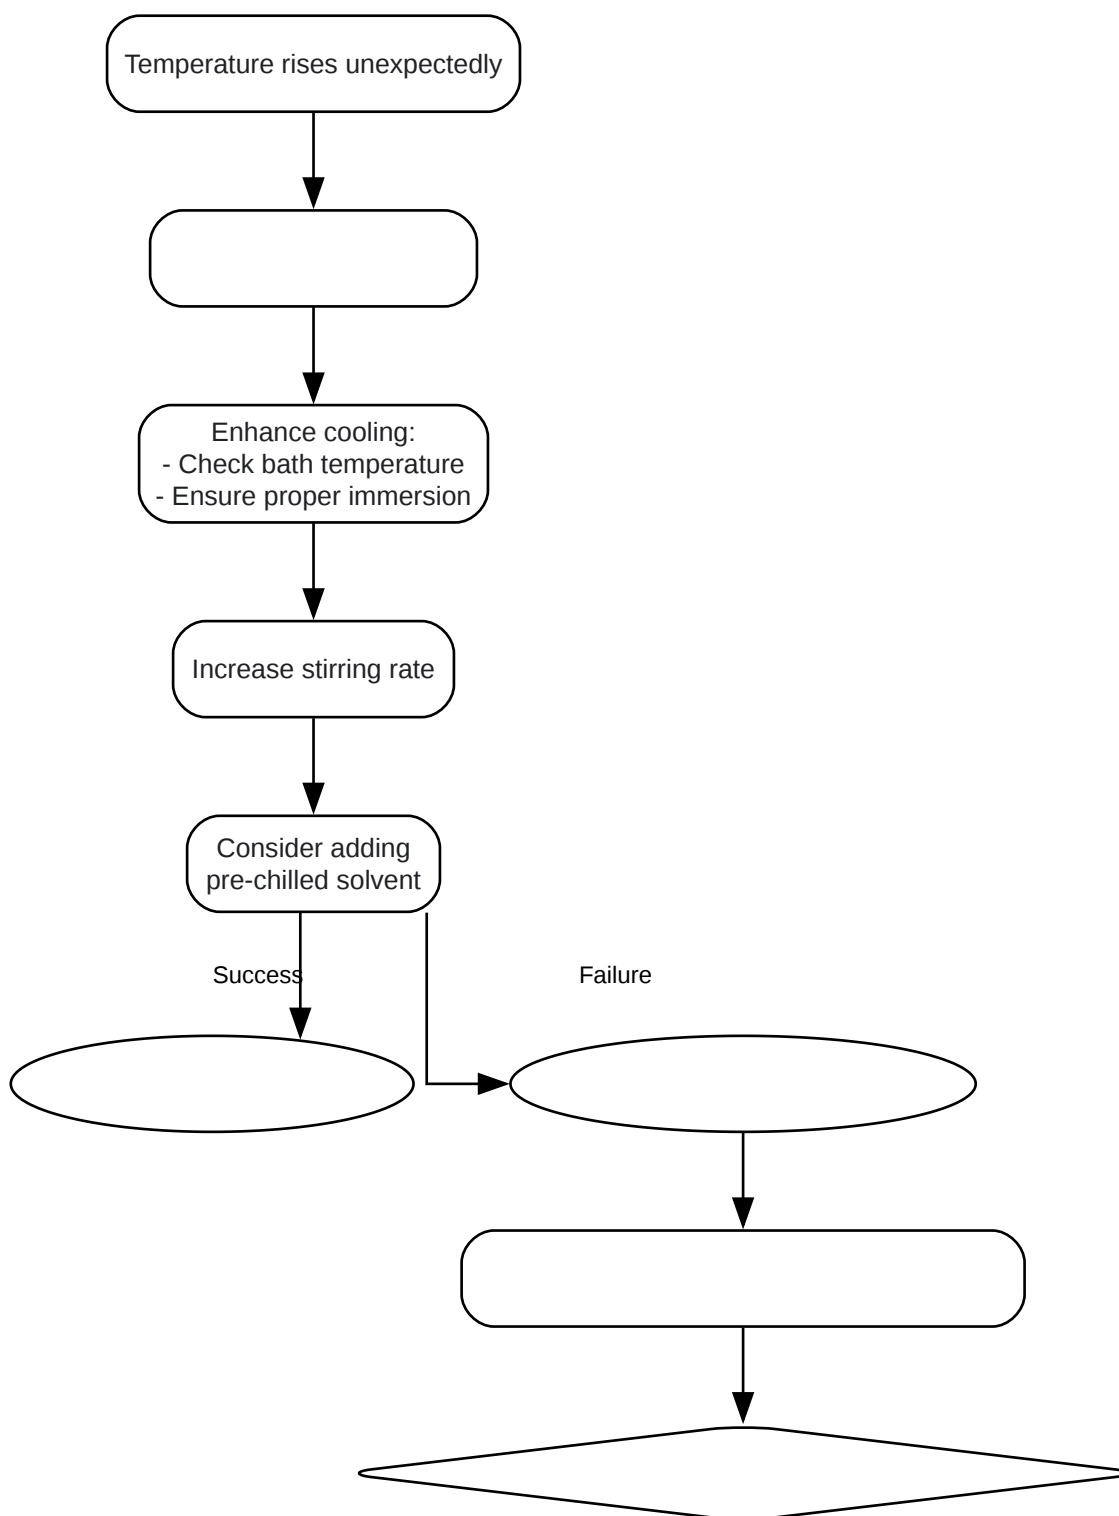 Temperature rises unexpectedly
Enhance cooling:
- Check bath temperature
- Ensure proper immersion
Increase stirring rate
Consider adding
pre-chilled solvent
Success
Failure